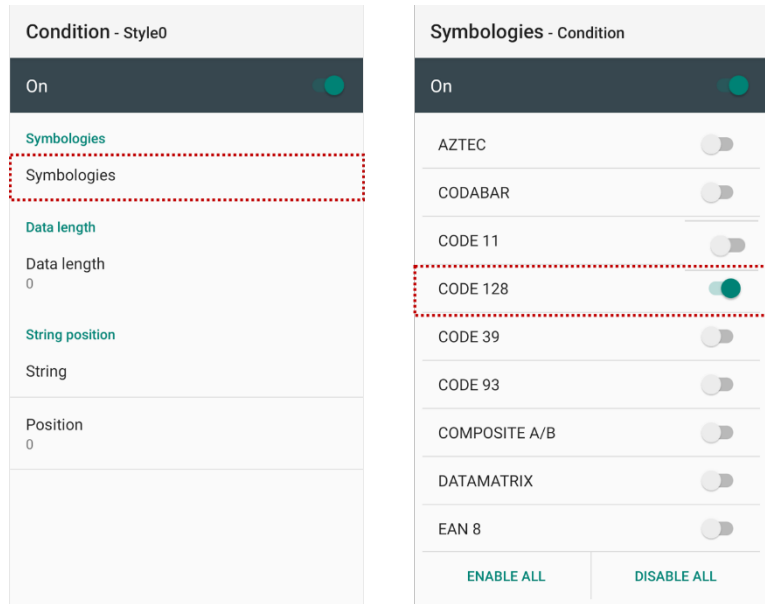 Condition - Style0
On
Symbologies
Symbologies
Data length
Data length
0
String position
String
Position
0
Symbologies - Condition
On
AZTEC
CODABAR
CODE 11
CODE 128
CODE 39
CODE 93
COMPOSITE A/B
DATAMATRIX
EAN 8
ENABLE ALL
DISABLE ALL